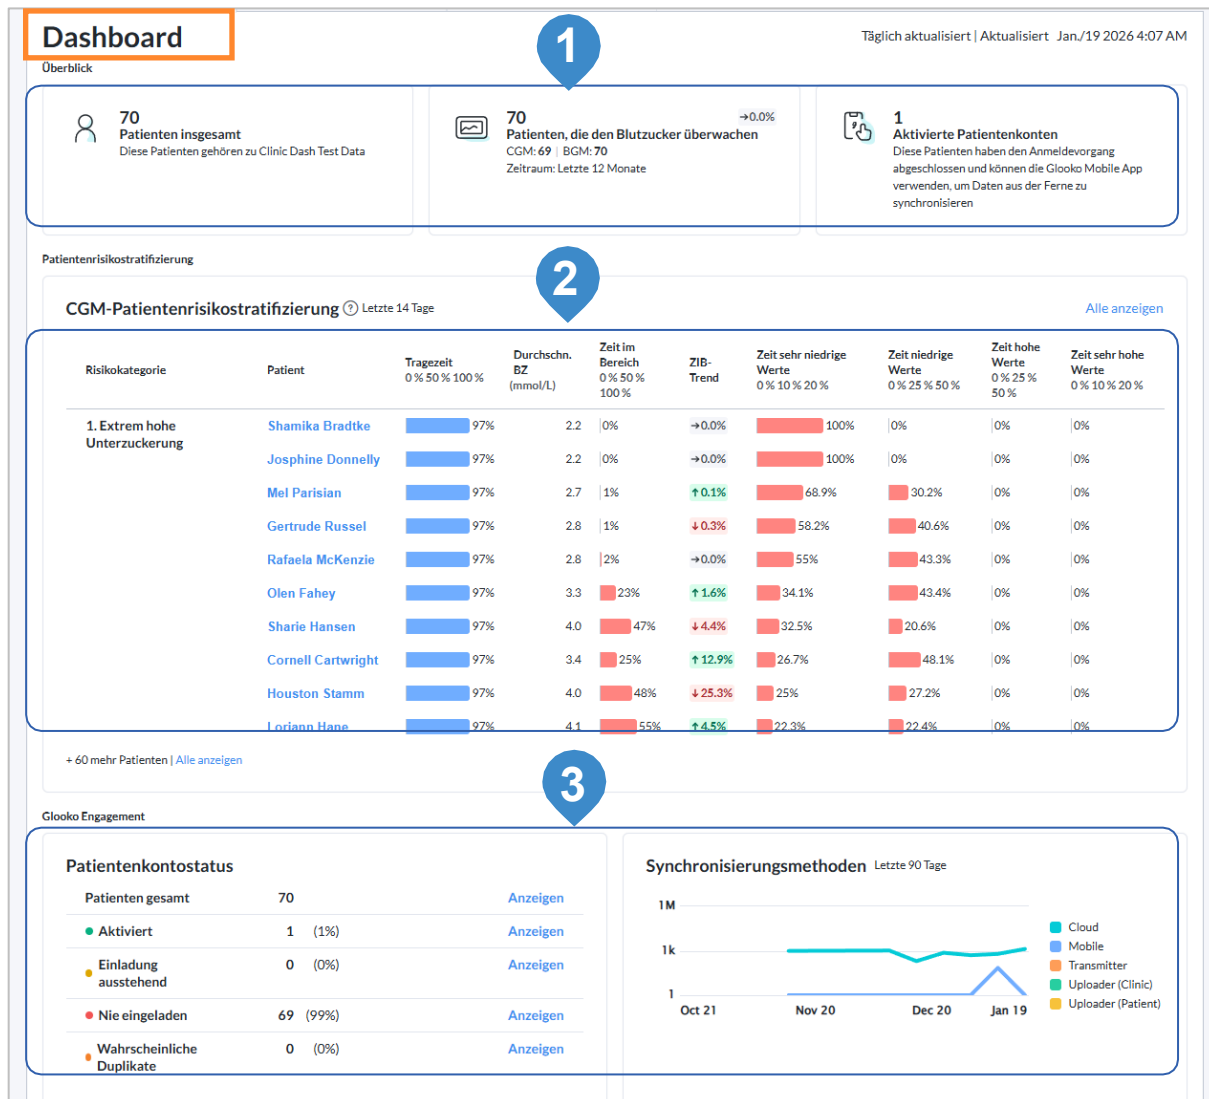 Dashboard
Täglich aktualisiert | Aktualisiert Jan./19 2026 4:07 AM
1
Überblick
70
Patienten insgesamt
Diese Patienten gehören zu Clinic Dash Test Data
70 →0.0%
Patienten, die den Blutzucker überwachen
CGM: 69 | BGM: 70
Zeitraum: Letzte 12 Monate
1
Aktivierte Patientenkonten
Diese Patienten haben den Anmeldevorgang
abgeschlossen und können die Glooko Mobile App
verwenden, um Daten aus der Ferne zu
synchronisieren
Patientenrisikostratifizierung
2
CGM-Patientenrisikostratifizierung ? Letzte 14 Tage
Alle anzeigen
Risikokategorie
Patient
Tragezeit
0 % 50 % 100 %
Durchschn.
BZ
(mmol/L)
Zeit im
Bereich
0 % 50 %
100 %
ZIB-
Trend
Zeit sehr niedrige
Werte
0 % 10 % 20 %
Zeit niedrige
Werte
0 % 25 % 50 %
Zeit hohe
Werte
0 % 25 %
50 %
Zeit sehr hohe
Werte
0 % 10 % 20 %
1. Extrem hohe
Unterzuckerung
Shamika Bradtke 97% 2.2 0% →0.0% 100% 0% 0% 0%
Josphine Donnelly 97% 2.2 0% →0.0% 100% 0% 0% 0%
Mel Parisian 97% 2.7 1% ↑0.1% 68.9% 30.2% 0% 0%
Gertrude Russel 97% 2.8 1% ↓0.3% 58.2% 40.6% 0% 0%
Rafaela McKenzie 97% 2.8 2% →0.0% 55% 43.3% 0% 0%
Olen Fahey 97% 3.3 23% ↑1.6% 34.1% 43.4% 0% 0%
Sharie Hansen 97% 4.0 47% ↓4.4% 32.5% 20.6% 0% 0%
Cornell Cartwright 97% 3.4 25% ↑12.9% 26.7% 48.1% 0% 0%
Houston Stamm 97% 4.0 48% ↓25.3% 25% 27.2% 0% 0%
Loriann Hane 97% 4.1 55% ↑4.5% 22.3% 22.4% 0% 0%
+ 60 mehr Patienten | Alle anzeigen
3
Glooko Engagement
Patientenkontostatus
Patienten gesamt 70 Anzeigen
Aktiviert 1 (1%) Anzeigen
Einladung
ausstehend 0 (0%) Anzeigen
Nie eingeladen 69 (99%) Anzeigen
Wahrscheinliche
Duplikate 0 (0%) Anzeigen
Synchronisierungsmethoden Letzte 90 Tage
1M
1k
1
Oct 21 Nov 20 Dec 20 Jan 19
Cloud
Mobile
Transmitter
Uploader (Clinic)
Uploader (Patient)